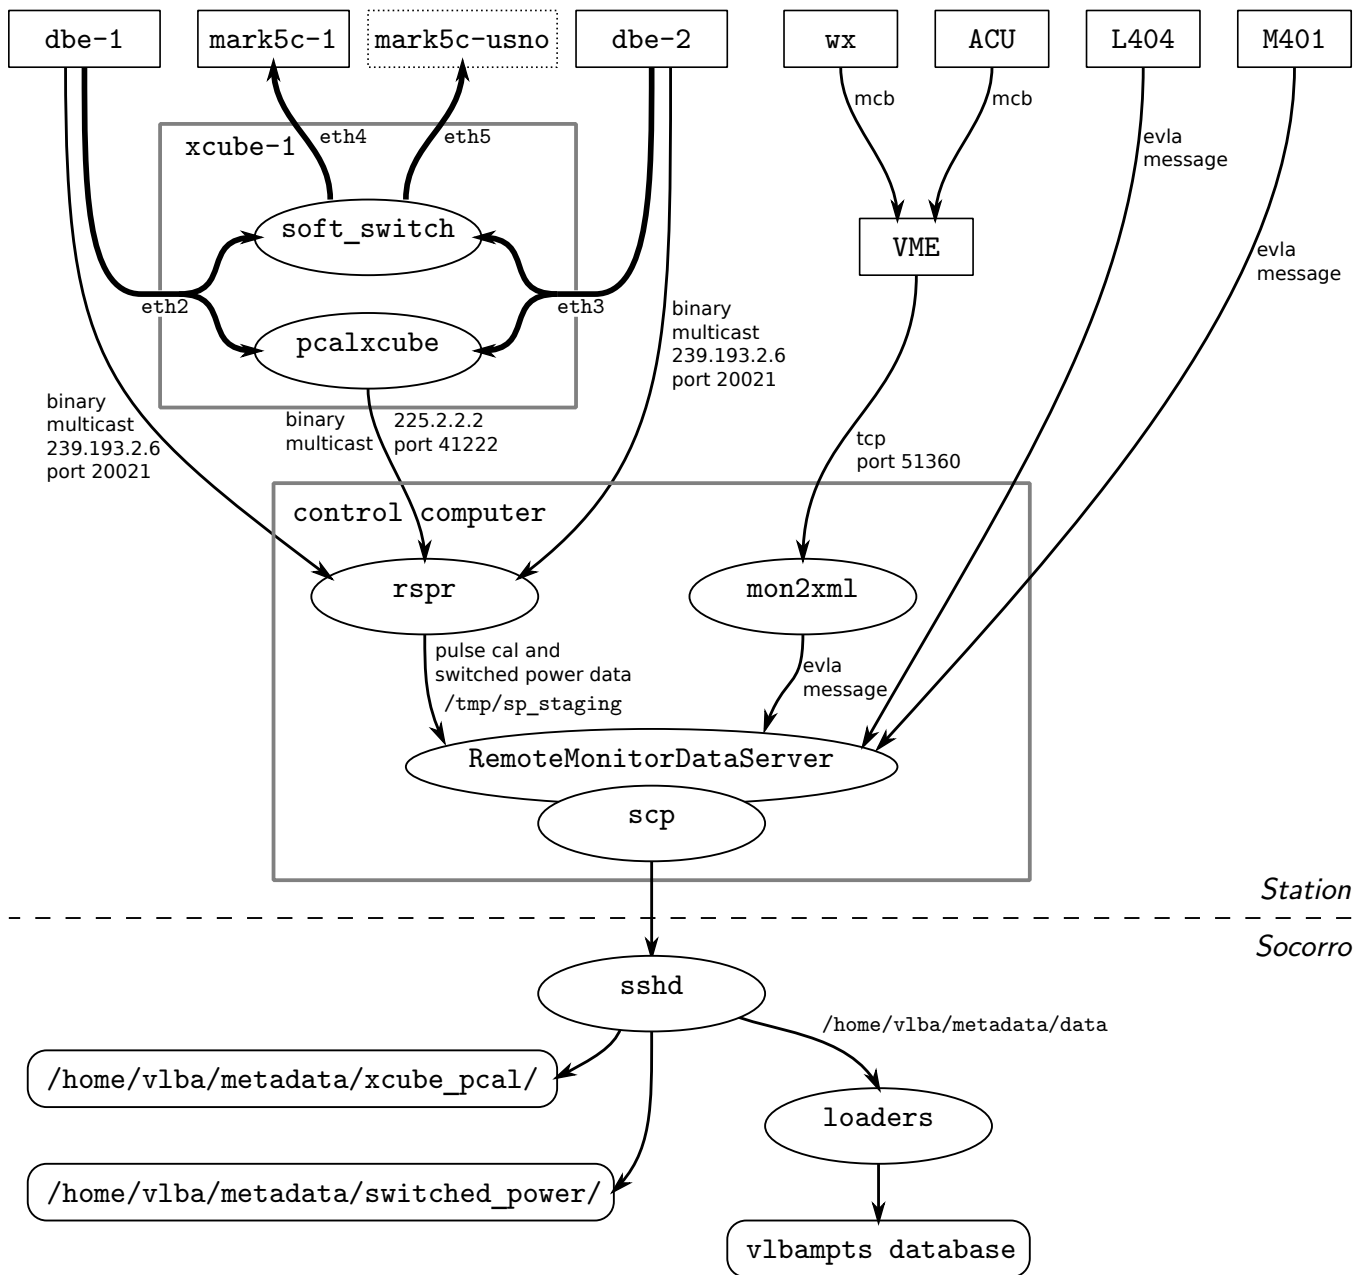 dbe-1
mark5c-1
mark5c-usno
dbe-2
wx
ACU
L404
M401
mcb
mcb
eth4
eth5
xcube-1
evla
message
soft_switch
VME
evla
message
eth2
eth3
binary
multicast
239.193.2.6
port 20021
pcalxcube
binary
multicast
239.193.2.6
port 20021
binary
multicast
225.2.2.2
port 41222
tcp
port 51360
control computer
rspr
mon2xml
pulse cal and
switched power data
/tmp/sp_staging
evla
message
RemoteMonitorDataServer
scp
Station
Socorro
sshd
/home/vlba/metadata/data
/home/vlba/metadata/xcube_pcal/
loaders
/home/vlba/metadata/switched_power/
vlbampts database